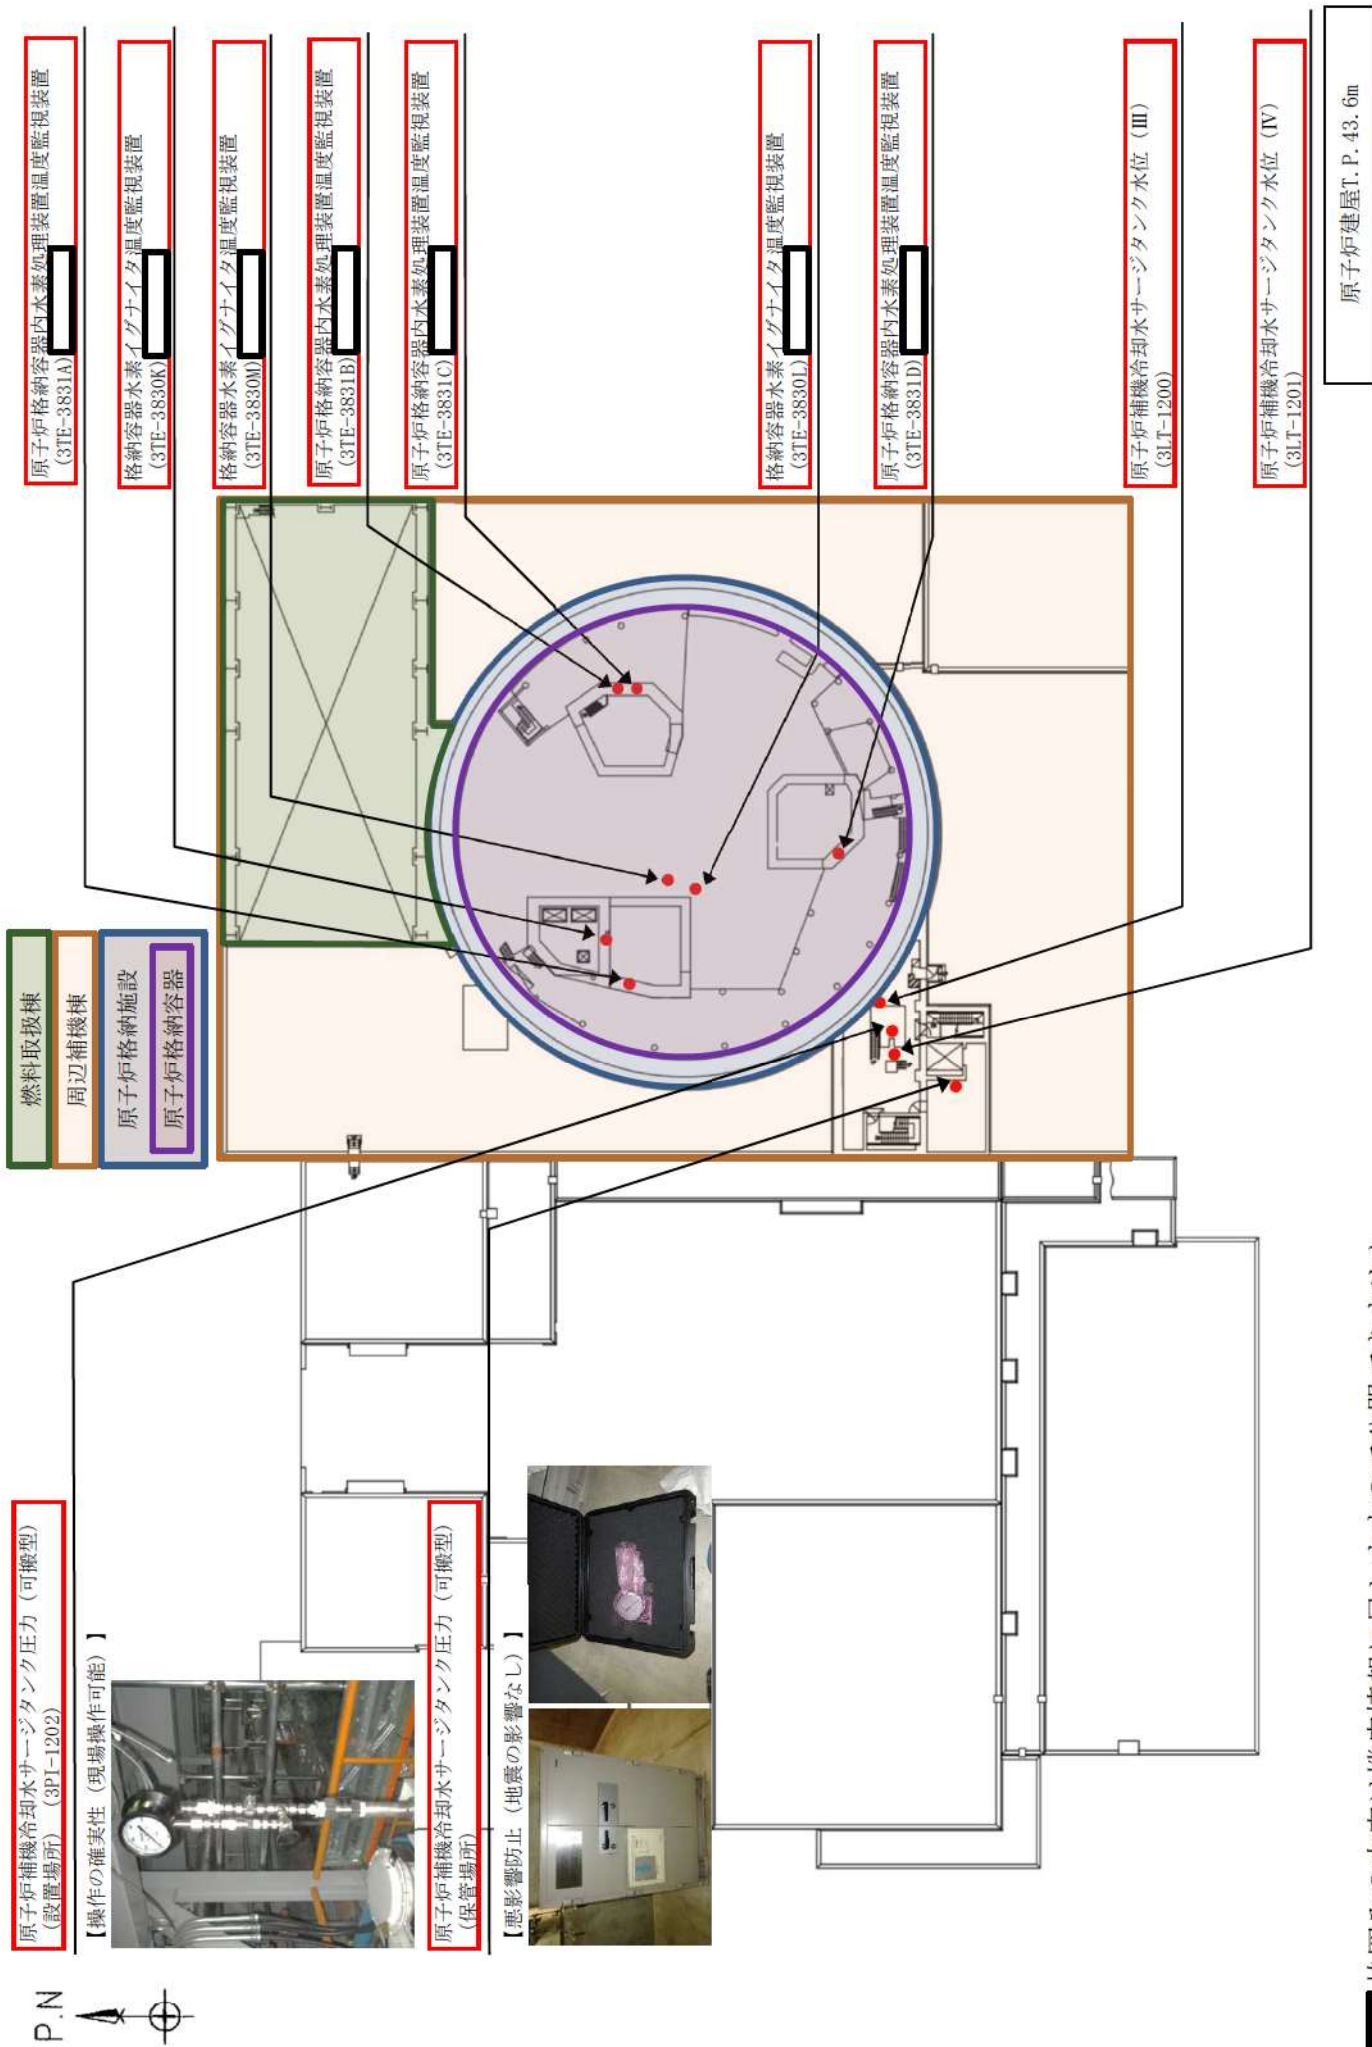 P.N
原子炉補機冷却水サージタンク圧力（可搬型）
（設置場所）（3PI-1202）
【操作の確実性（現場操作可能）】
原子炉補機冷却水サージタンク圧力（可搬型）
（保管場所）
【悪影響防止（地震の影響なし）】
燃料取扱棟
周辺補機棟
原子炉格納施設
原子炉格納容器
原子炉格納容器内水素処理装置温度監視装置
（3TE-3831A）
格納容器水素イグナイタ温度監視装置
（3TE-3830K）
格納容器水素イグナイタ温度監視装置
（3TE-3830M）
原子炉格納容器内水素処理装置温度監視装置
（3TE-3831B）
原子炉格納容器内水素処理装置温度監視装置
（3TE-3831C）
格納容器水素イグナイタ温度監視装置
（3TE-3830L）
原子炉格納容器内水素処理装置温度監視装置
（3TE-3831D）
原子炉補機冷却水サージタンク水位（Ⅲ）
（3LT-1200）
原子炉補機冷却水サージタンク水位（Ⅳ）
（3LT-1201）
原子炉建屋T.P.43.6m